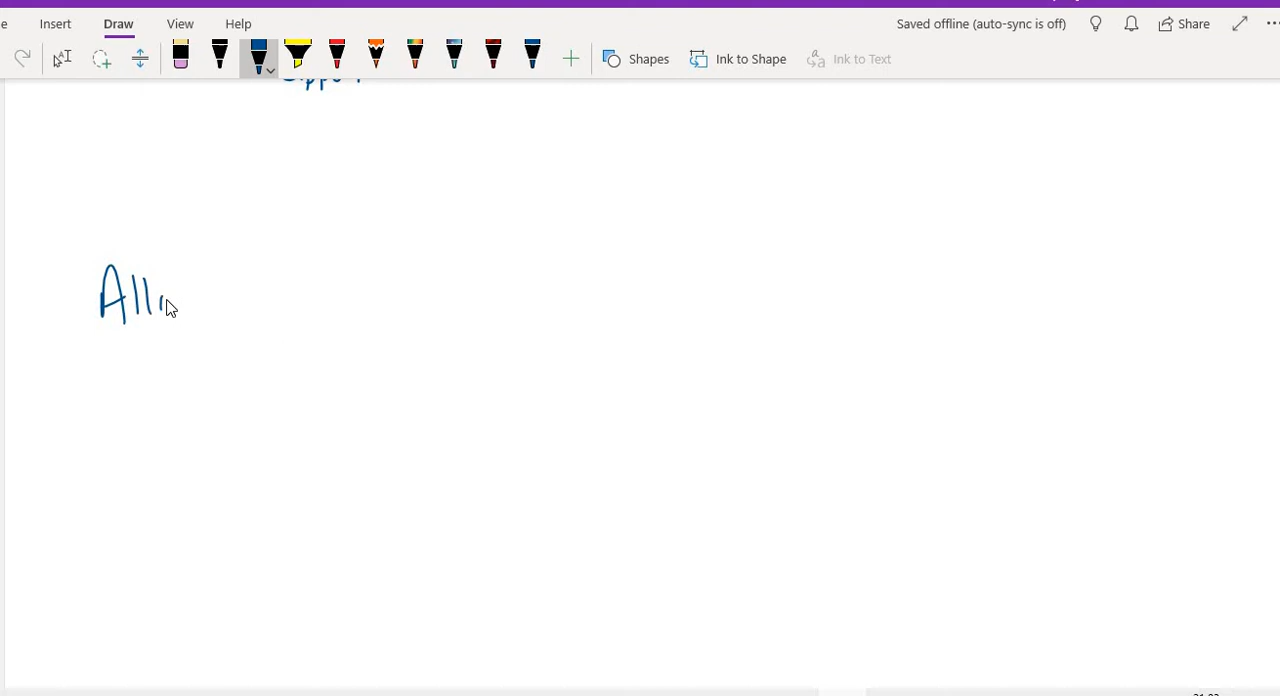 Insert Draw View Help Saved offline (auto-sync is off) Share
Shapes Ink to Shape Ink to Text
All